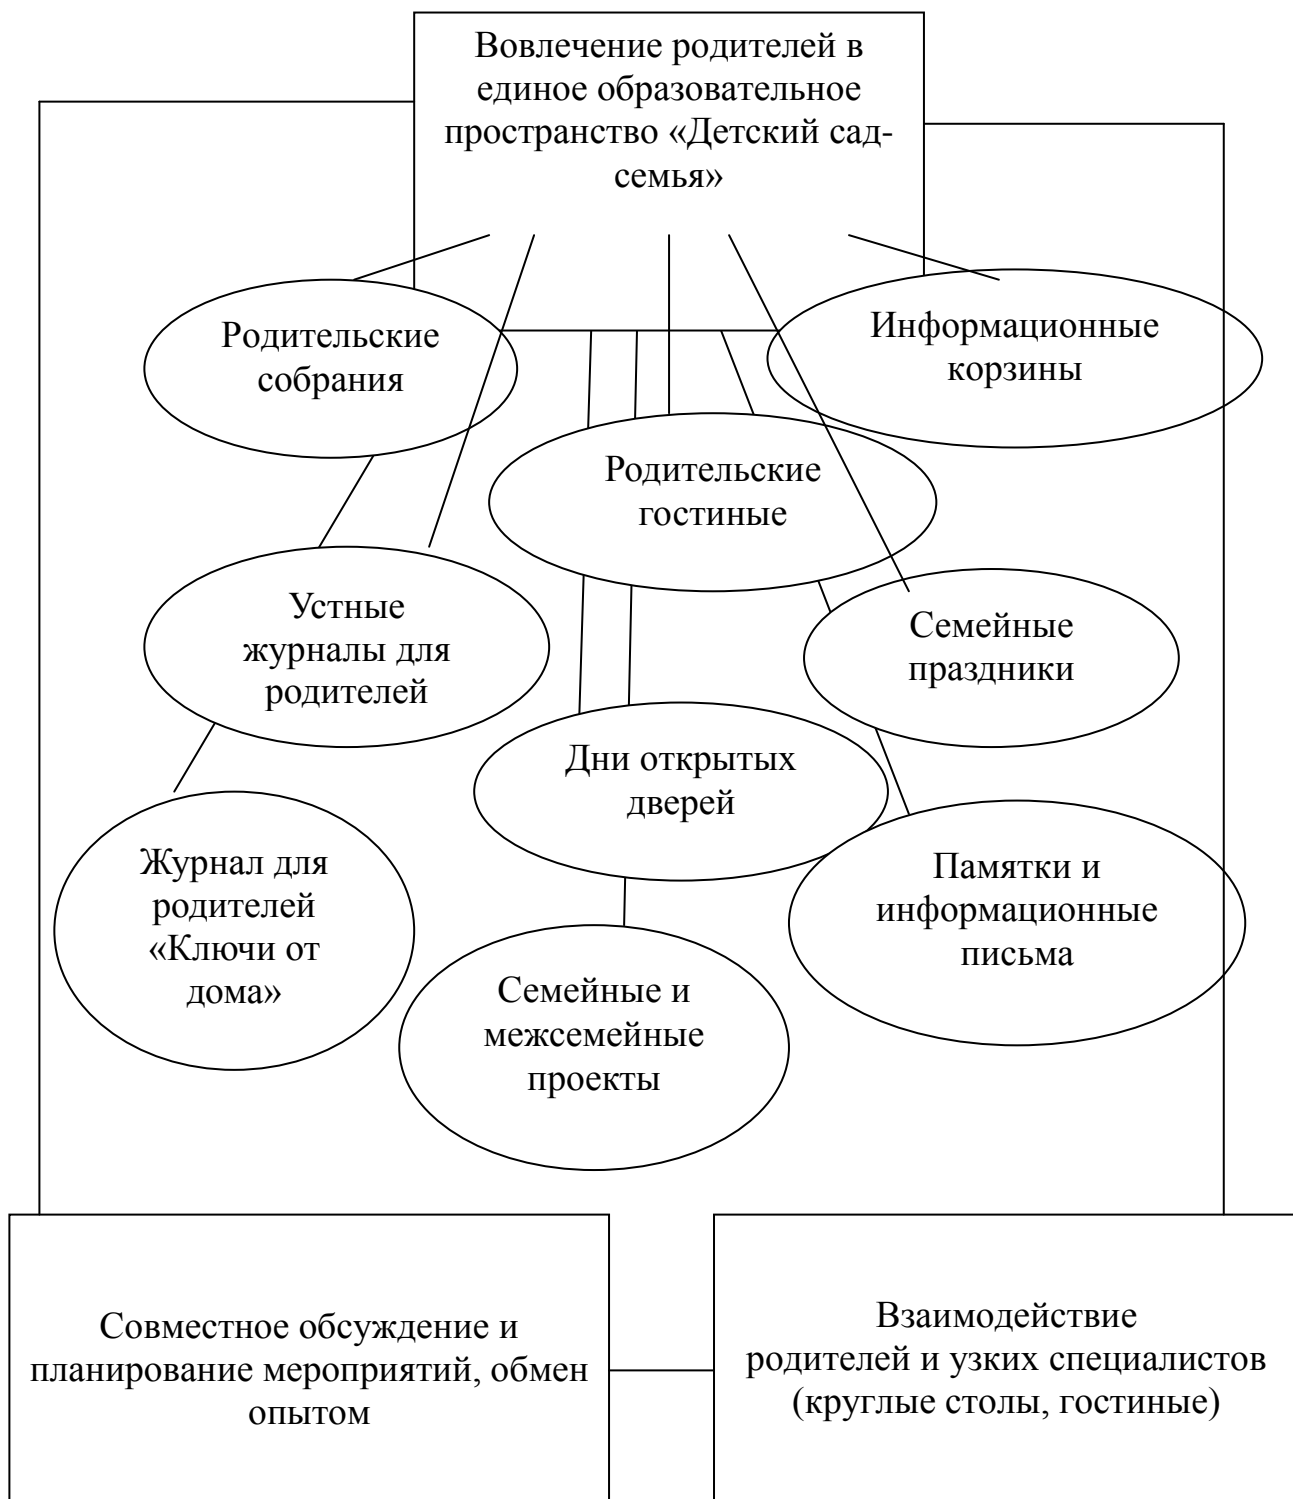 Вовлечение родителей в
единое образовательное
пространство «Детский сад-
семья»
Родительские
собрания
Информационные
корзины
Родительские
гостиные
Устные
журналы для
родителей
Семейные
праздники
Дни открытых
дверей
Журнал для
родителей
«Ключи от
дома»
Памятки и
информационные
письма
Семейные и
межсемейные
проекты
Совместное обсуждение и
планирование мероприятий, обмен
опытом
Взаимодействие
родителей и узких специалистов
(круглые столы, гостиные)